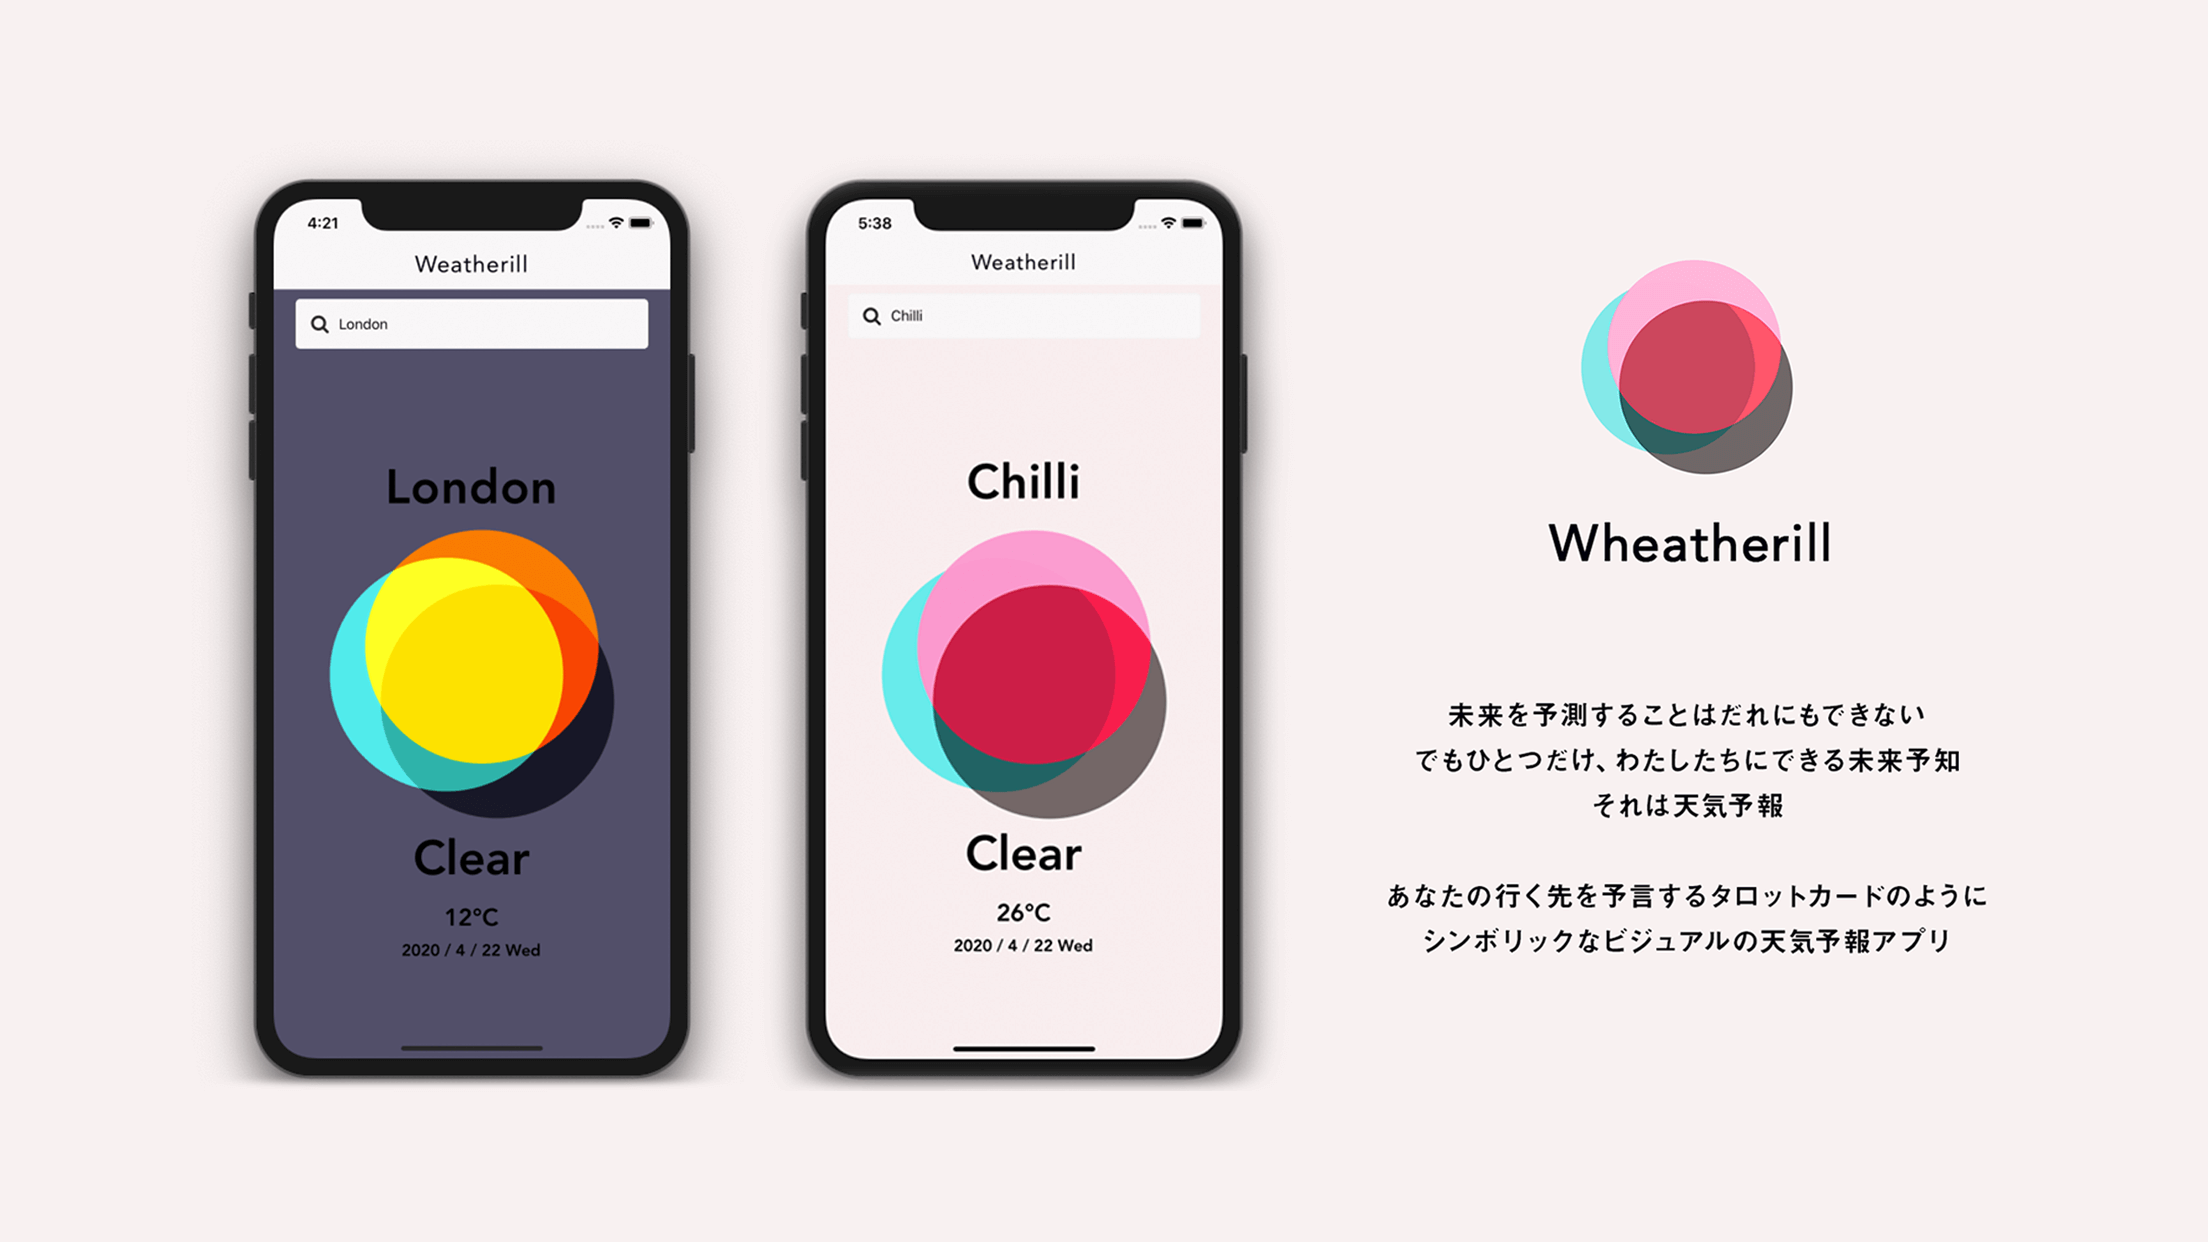 4:21
Weatherill
London
London
Clear
12°C
2020 / 4 / 22 Wed
5:38
Weatherill
Chilli
Chilli
Clear
26°C
2020 / 4 / 22 Wed
Wheatherill
未来を予測することはだれにもできない
でもひとつだけ、わたしたちにできる未来予知
それは天気予報
あなたの行く先を予言するタロットカードのように
シンボリックなビジュアルの天気予報アプリ